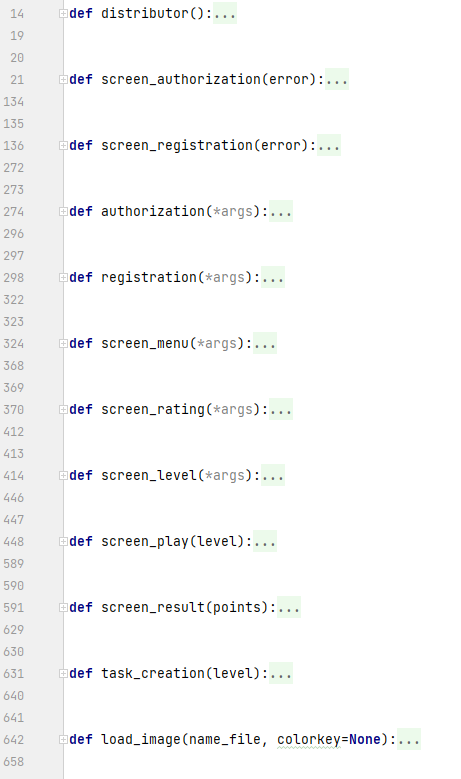 14 def distributor():...
19
20
21 def screen_authorization(error):...
134
135
136 def screen_registration(error):...
272
273
274 def authorization(*args):...
296
297
298 def registration(*args):...
322
323
324 def screen_menu(*args):...
368
369
370 def screen_rating(*args):...
412
413
414 def screen_level(*args):...
446
447
448 def screen_play(level):...
589
590
591 def screen_result(points):...
629
630
631 def task_creation(level):...
640
641
642 def load_image(name_file, colorkey=None):...
658